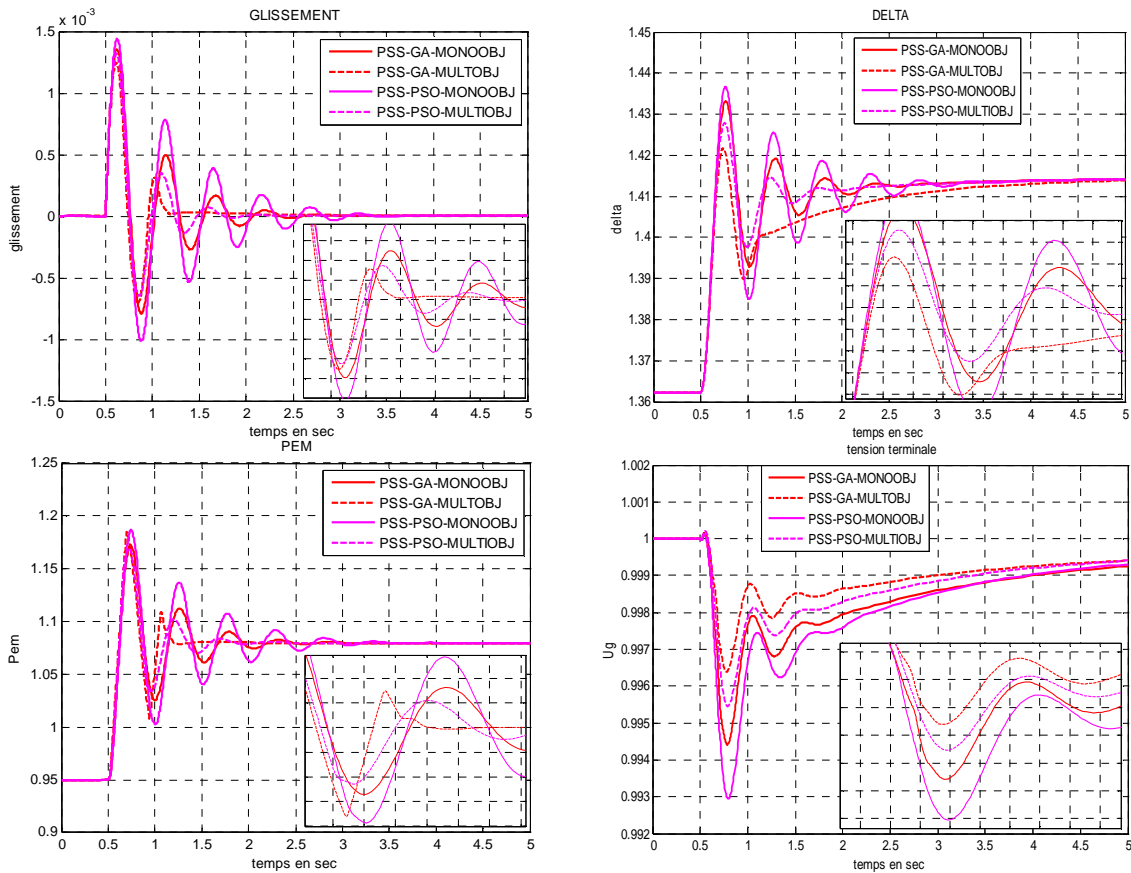 GLISSEMENT
x 10-3
1.5
1
0.5
0
-0.5
-1
-1.5
glissement
PSS-GA-MONOOBJ
PSS-GA-MULTOBJ
PSS-PSO-MONOOBJ
PSS-PSO-MULTIOBJ
0 0.5 1 1.5 2 2.5 3 3.5 4 4.5 5
temps en sec
DELTA
1.45
1.44
1.43
1.42
1.41
1.4
1.39
1.38
1.37
1.36
delta
PSS-GA-MONOOBJ
PSS-GA-MULTOBJ
PSS-PSO-MONOOBJ
PSS-PSO-MULTIOBJ
0 0.5 1 1.5 2 2.5 3 3.5 4 4.5 5
temps en sec
PEM
1.25
1.2
1.15
1.1
1.05
1
0.95
0.9
Pem
PSS-GA-MONOOBJ
PSS-GA-MULTOBJ
PSS-PSO-MONOOBJ
PSS-PSO-MULTIOBJ
0 0.5 1 1.5 2 2.5 3 3.5 4 4.5 5
temps en sec
tension terminale
1.002
1.001
1.000
0.999
0.998
0.997
0.996
0.995
0.994
0.993
0.992
Ug
PSS-GA-MONOOBJ
PSS-GA-MULTOBJ
PSS-PSO-MONOOBJ
PSS-PSO-MULTIOBJ
0 0.5 1 1.5 2 2.5 3 3.5 4 4.5 5
temps en sec